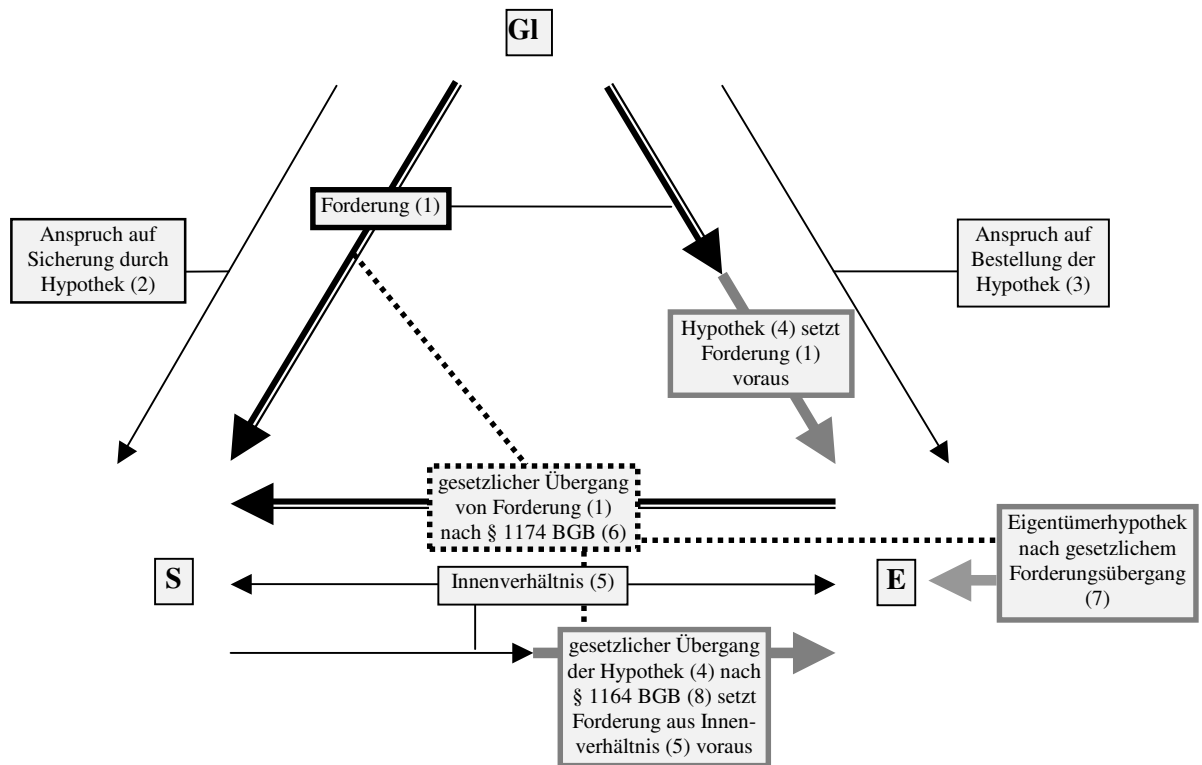 Gl
Forderung (1)
Anspruch auf
Sicherung durch
Hypothek (2)
Anspruch auf
Bestellung der
Hypothek (3)
Hypothek (4) setzt
Forderung (1)
voraus
gesetzlicher Übergang
von Forderung (1)
nach § 1174 BGB (6)
Eigentümerhypothek
nach gesetzlichem
Forderungsübergang
(7)
S
Innenverhältnis (5)
E
gesetzlicher Übergang
der Hypothek (4) nach
§ 1164 BGB (8) setzt
Forderung aus Innen-
verhältnis (5) voraus